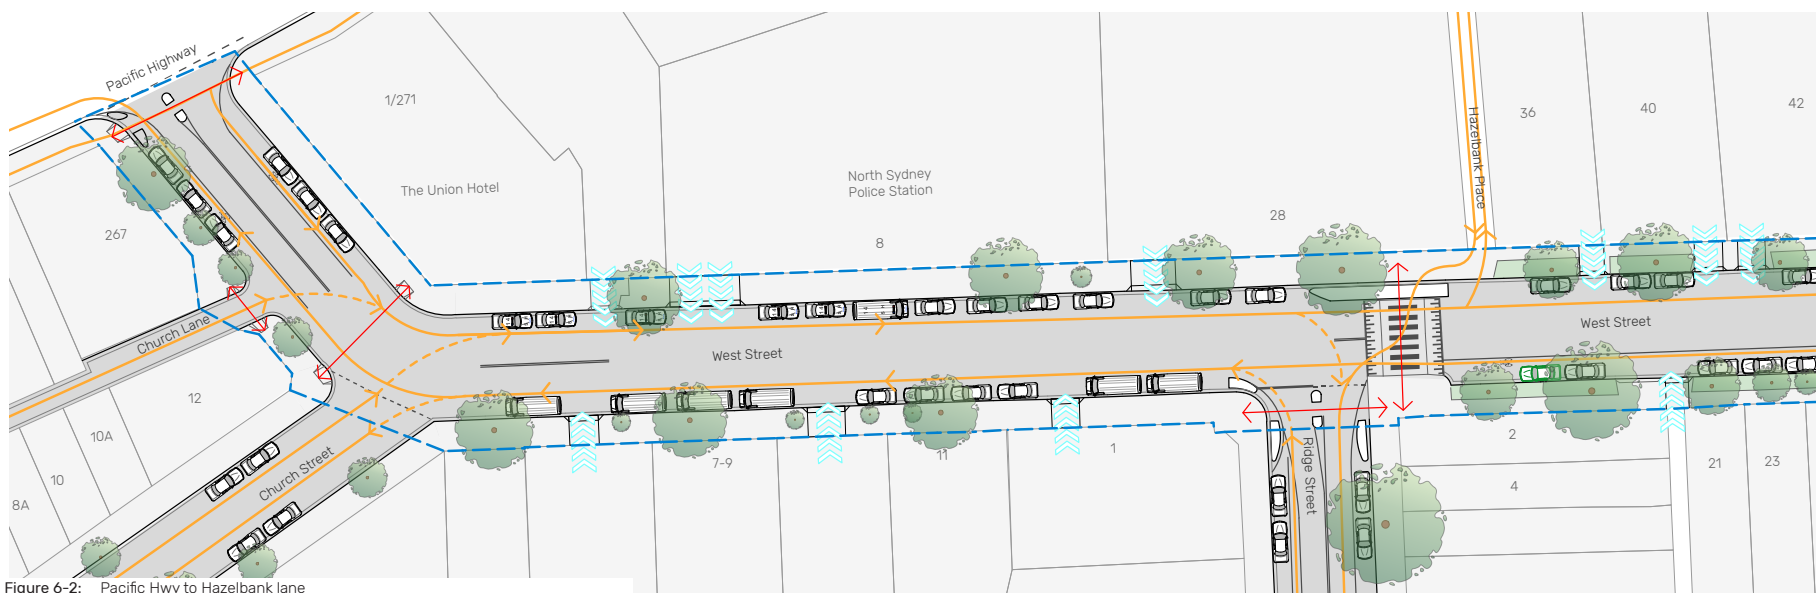 Pacific Highway
1/271
The Union Hotel
267
North Sydney
Police Station
8
28
Hazelbank Place
36
40
42
Church Lane
West Street
West Street
12
10A
10
8A
Church Street
7-9
11
1
Ridge Street
2
4
21
23
Figure 6-2: Pacific Hwy to Hazelbank lane